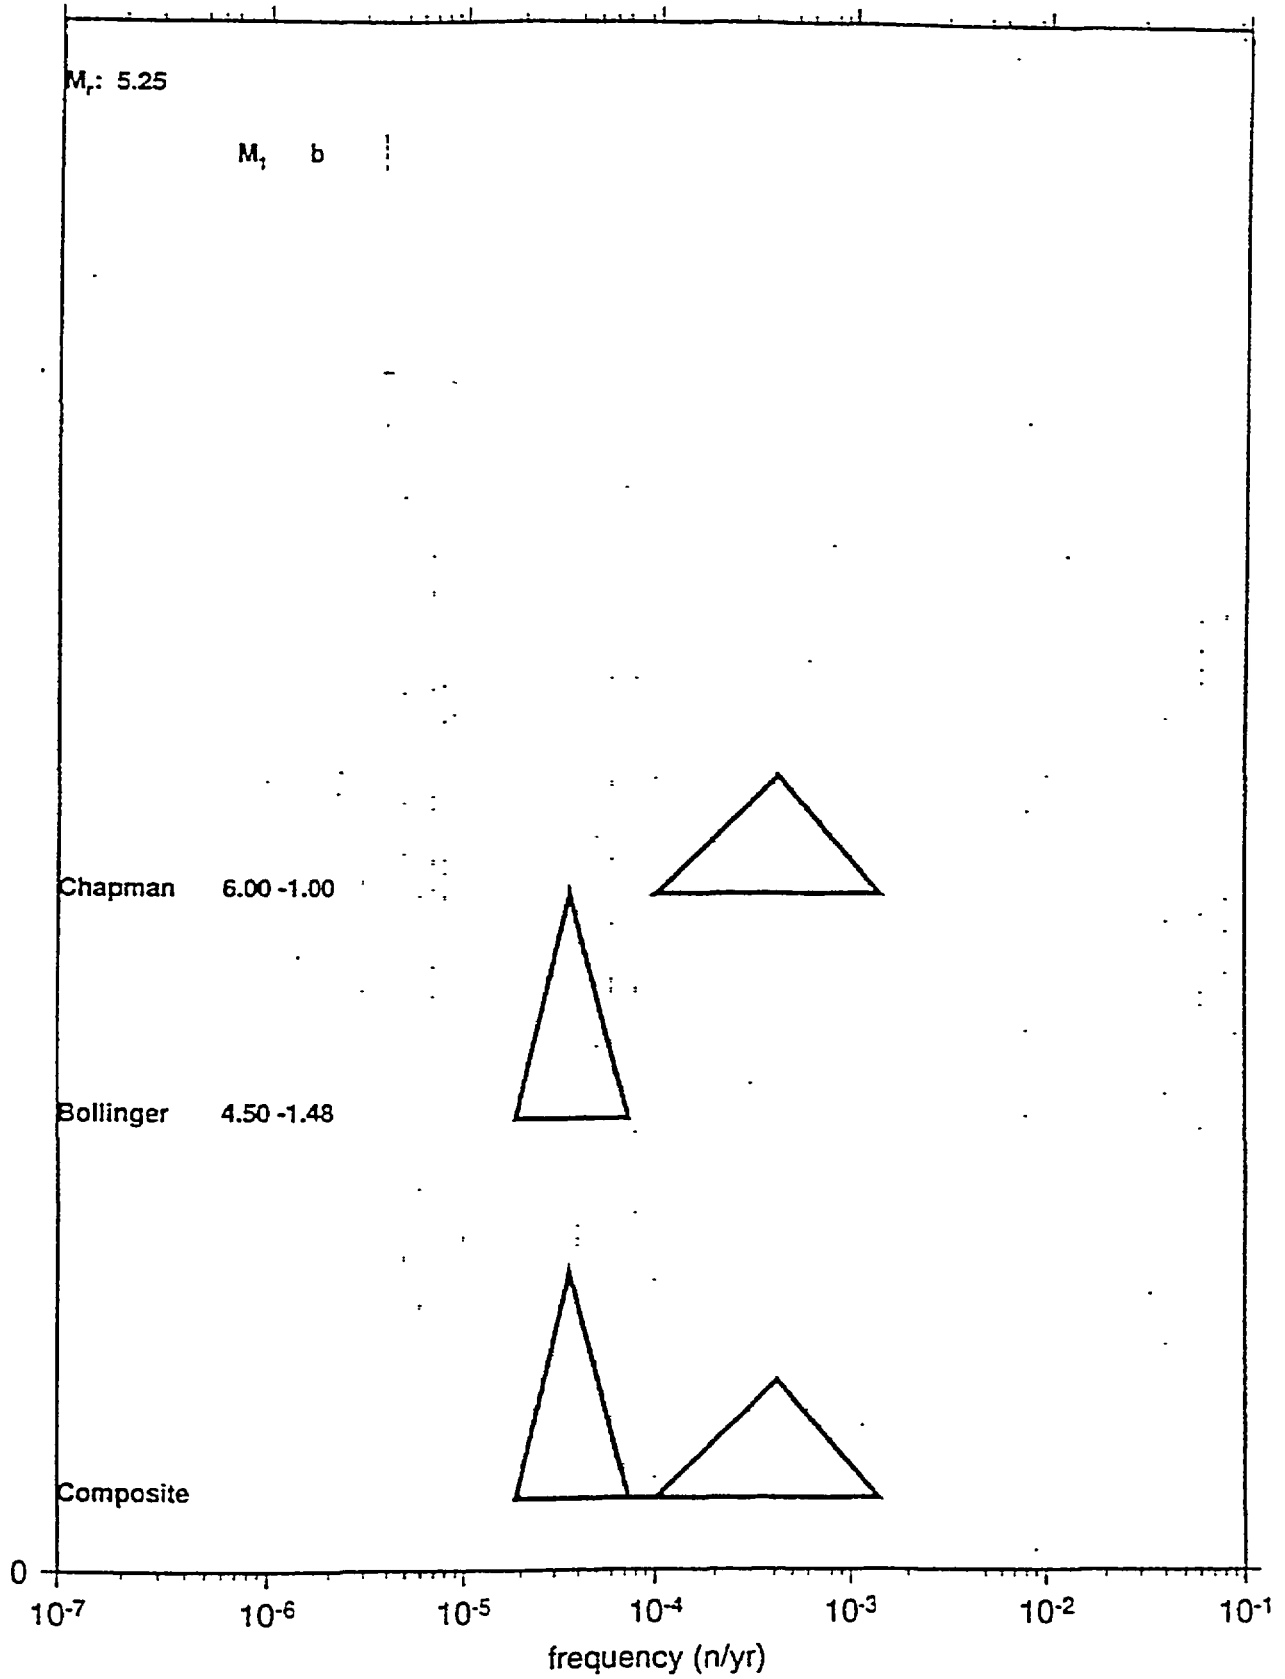 Mr: 5.25
Mf b
Chapman 6.00 -1.00
Bollinger 4.50 -1.48
Composite
0
10-7 10-6 10-5 10-4 10-3 10-2 10-1
frequency (n/yr)